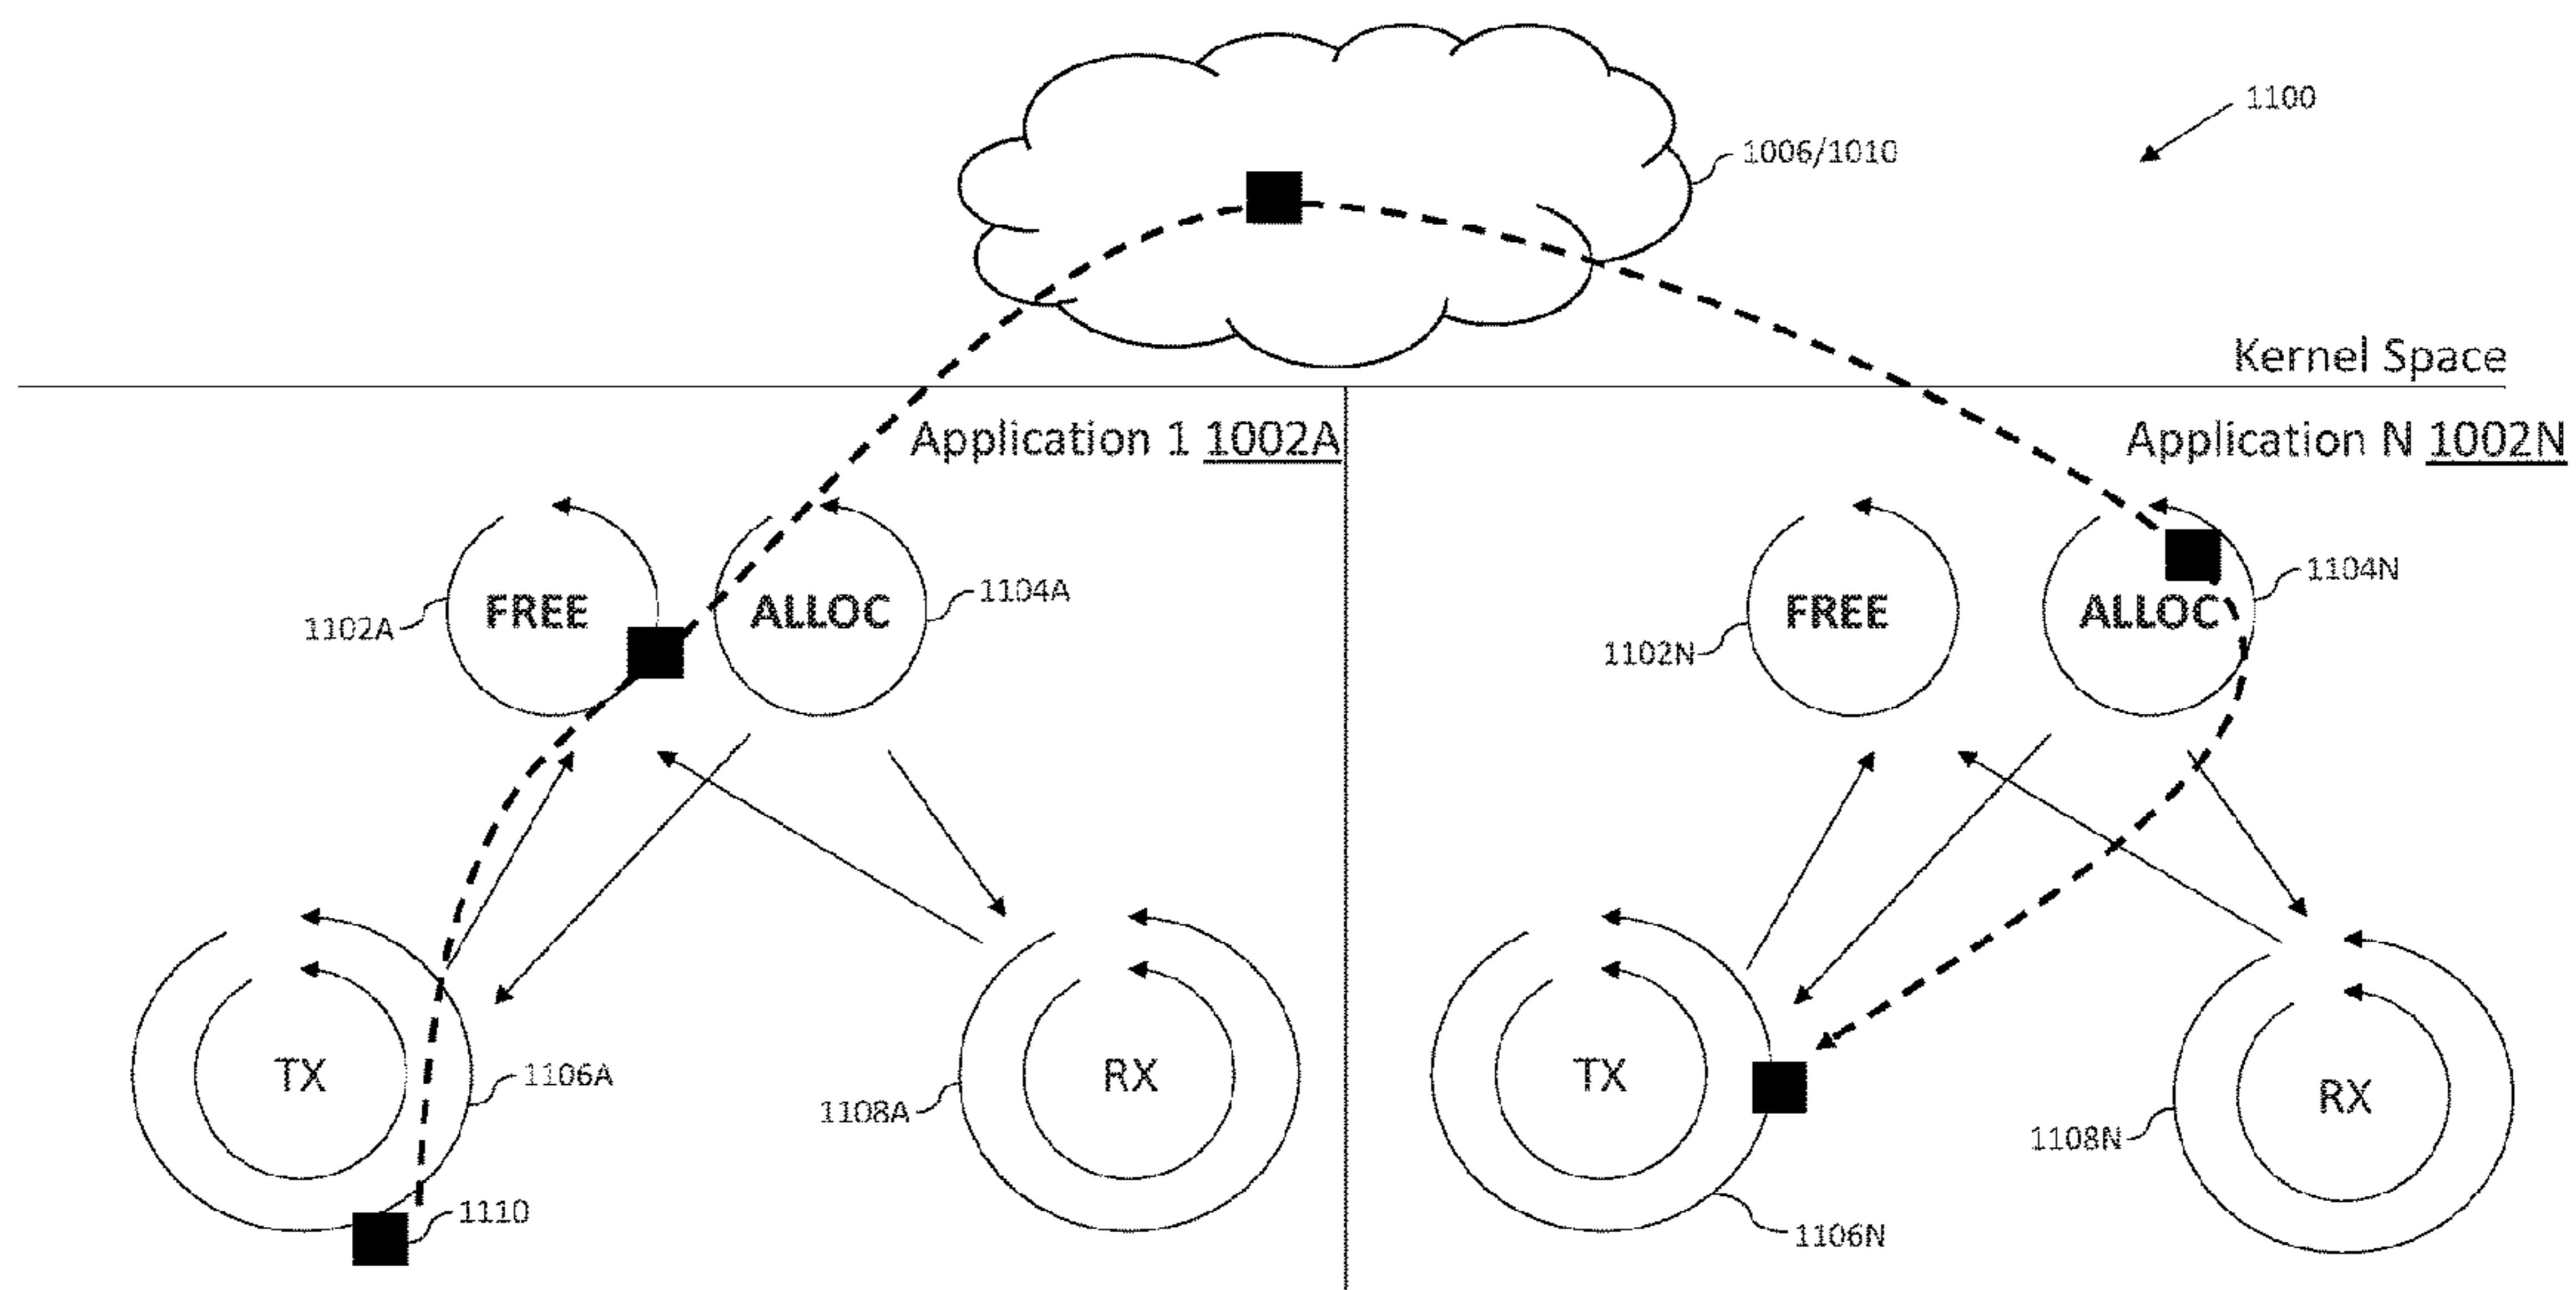 1100
1006/1010
Kernel Space
Application 1 1002A
Application N 1002N
FREE
ALLOC
1104A
1102A
FREE
ALLOC
1104N
1102N
TX
1106A
RX
1108A
1110
TX
1106N
RX
1108N